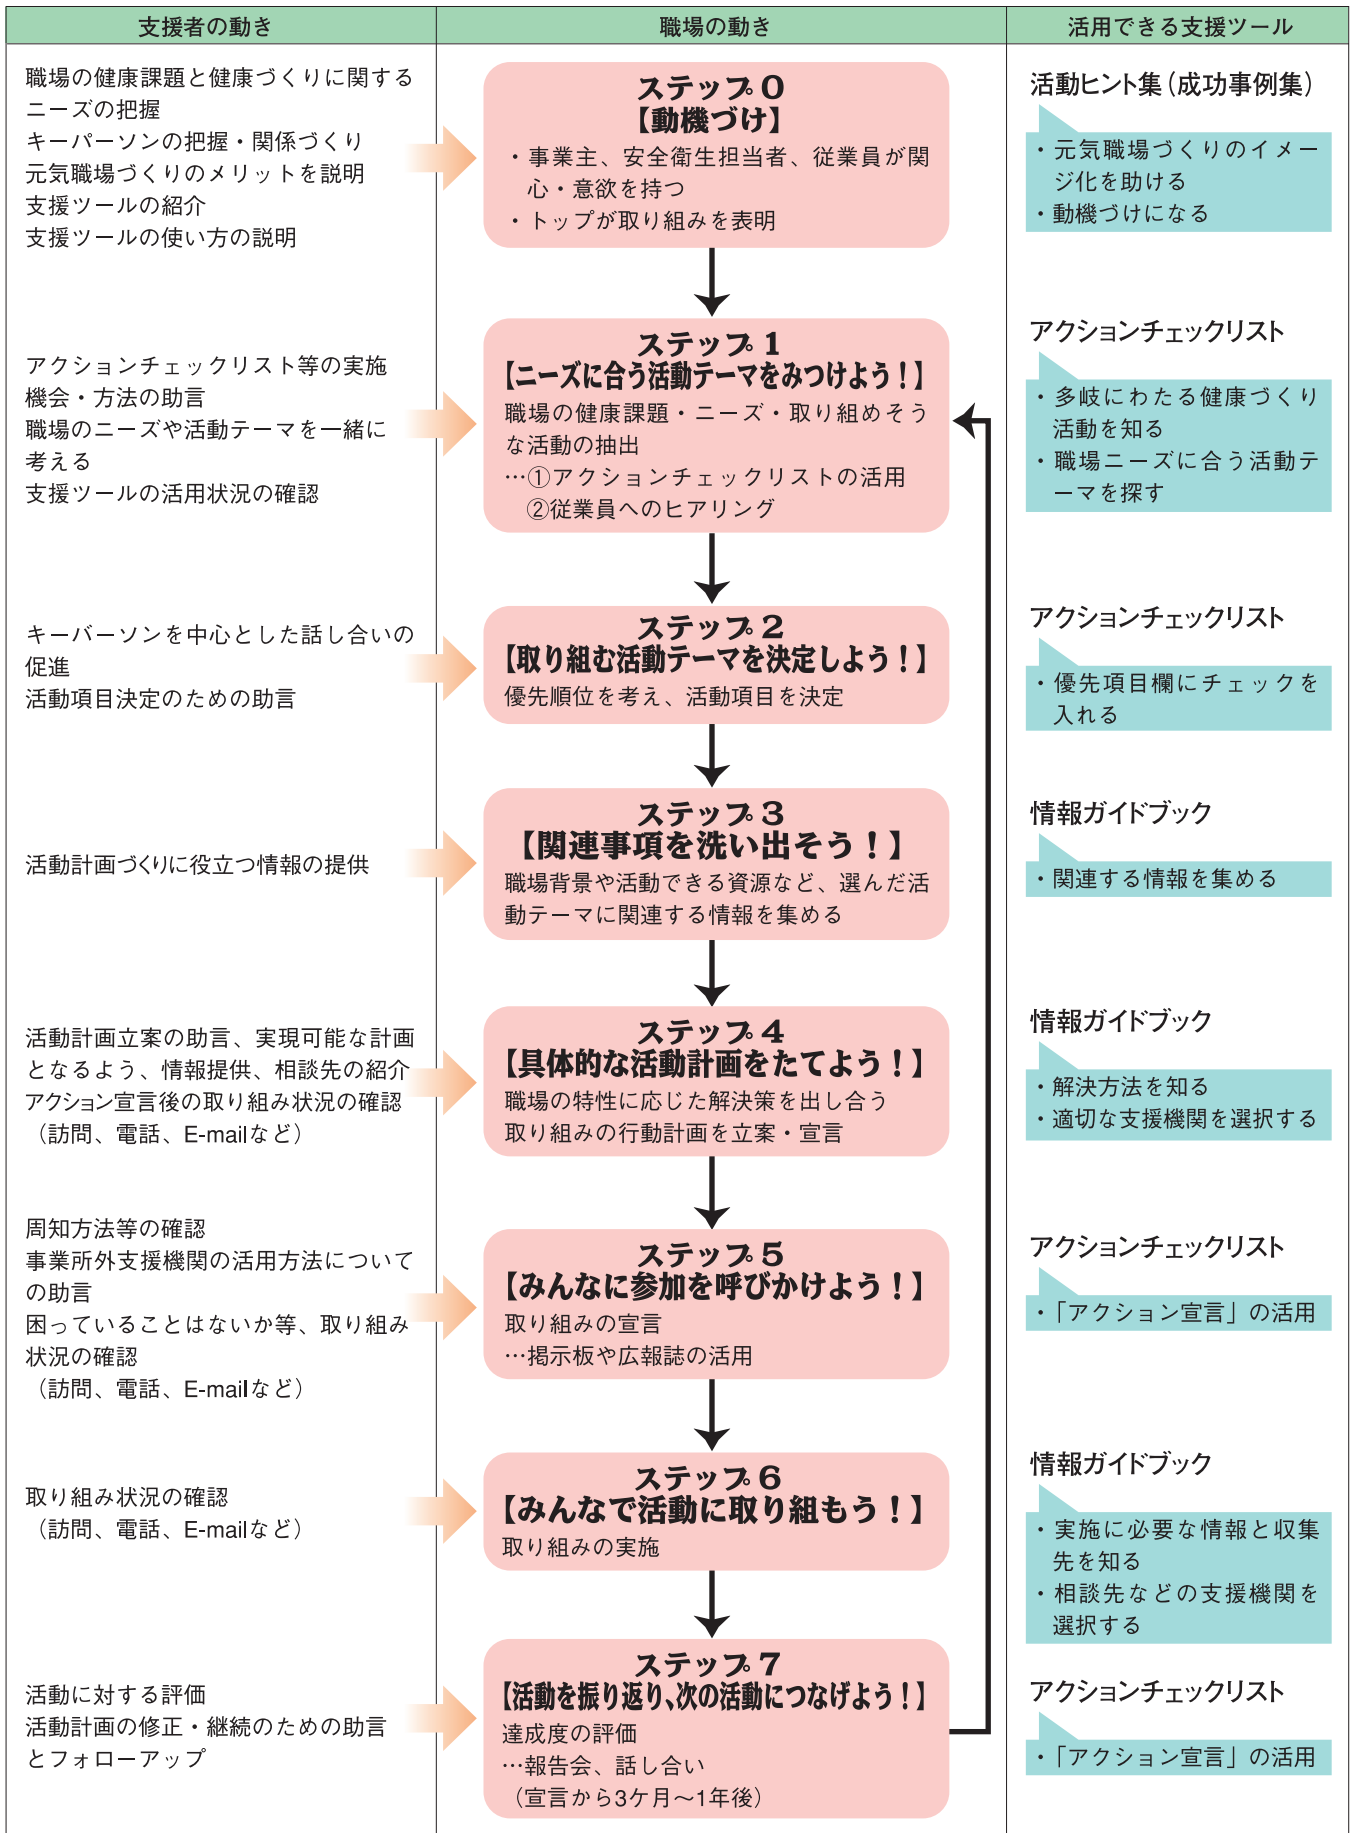 支援者の動き
職場の動き
活用できる支援ツール
職場の健康課題と健康づくりに関する
ニーズの把握
キーパーソンの把握・関係づくり
元気職場づくりのメリットを説明
支援ツールの紹介
支援ツールの使い方の説明
ステップ0
【動機づけ】
・事業主、安全衛生担当者、従業員が関
心・意欲を持つ
・トップが取り組みを表明
活動ヒント集(成功事例集)
・元気職場づくりのイメー
ジ化を助ける
・動機づけになる
アクションチェックリスト等の実施
機会・方法の助言
職場のニーズや活動テーマを一緒に
考える
支援ツールの活用状況の確認
ステップ1
【ニーズに合う活動テーマをみつけよう!】
職場の健康課題・ニーズ・取り組めそう
な活動の抽出
…①アクションチェックリストの活用
②従業員へのヒアリング
アクションチェックリスト
・多岐にわたる健康づくり
活動を知る
・職場ニーズに合う活動テ
ーマを探す
キーバーソンを中心とした話し合いの
促進
活動項目決定のための助言
ステップ2
【取り組む活動テーマを決定しよう!】
優先順位を考え、活動項目を決定
アクションチェックリスト
・優先項目欄にチェックを
入れる
活動計画づくりに役立つ情報の提供
ステップ3
【関連事項を洗い出そう!】
職場背景や活動できる資源など、選んだ活
動テーマに関連する情報を集める
情報ガイドブック
・関連する情報を集める
活動計画立案の助言、実現可能な計画
となるよう、情報提供、相談先の紹介
アクション宣言後の取り組み状況の確認
(訪問、電話、E-mailなど)
ステップ4
【具体的な活動計画をたてよう!】
職場の特性に応じた解決策を出し合う
取り組みの行動計画を立案・宣言
情報ガイドブック
・解決方法を知る
・適切な支援機関を選択する
周知方法等の確認
事業所外支援機関の活用方法について
の助言
困っていることはないか等、取り組み
状況の確認
(訪問、電話、E-mailなど)
ステップ5
【みんなに参加を呼びかけよう!】
取り組みの宣言
…掲示板や広報誌の活用
アクションチェックリスト
・「アクション宣言」の活用
取り組み状況の確認
(訪問、電話、E-mailなど)
ステップ6
【みんなで活動に取り組もう!】
取り組みの実施
情報ガイドブック
・実施に必要な情報と収集
先を知る
・相談先などの支援機関を
選択する
活動に対する評価
活動計画の修正・継続のための助言
とフォローアップ
ステップ7
【活動を振り返り、次の活動につなげよう!】
達成度の評価
…報告会、話し合い
(宣言から3ケ月〜1年後)
アクションチェックリスト
・「アクション宣言」の活用